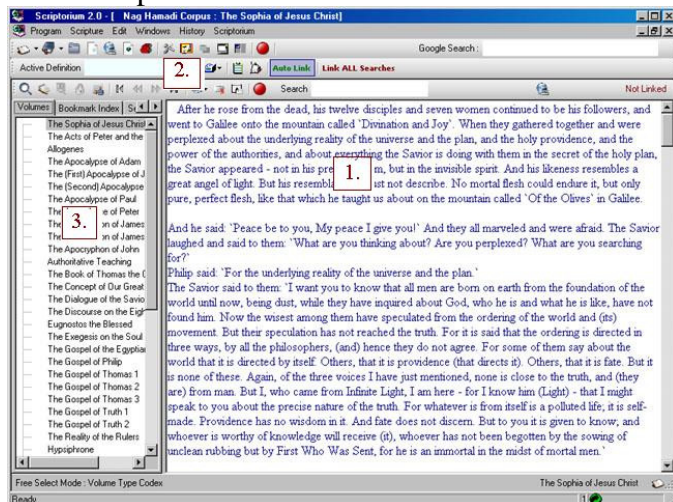 Scriptorium 2.0 - [ Nag Hamadi Corpus : The Sophia of Jesus Christ]
Program Scripture Edit Windows History Scriptorium
Google Search :
Active Definition
2.
Auto Link Link ALL Searches
Search
Not Linked
Volumes Bookmark Index
The Sophia of Jesus Christ
The Acts of Peter and the
Allogenes
The Apocalypse of Adam
The (First) Apocalypse of J
The (Second) Apocalypse
The Apocalypse of Paul
The e of Peter
The on of James
The on of James
3.
The Apocryphon of John
Authoritative Teaching
The Book of Thomas the C
The Concept of Our Great
The Dialogue of the Savio
The Discourse on the Eigh
Eugnostos the Blessed
The Exegesis on the Soul
The Gospel of the Egyptian
The Gospel of Philip
The Gospel of Thomas 1
The Gospel of Thomas 2
The Gospel of Thomas 3
The Gospel of Truth 1
The Gospel of Truth 2
The Reality of the Rulers
Hypsiphrone
After he rose from the dead, his twelve disciples and seven women continued to be his followers, and
went to Galilee onto the mountain called `Divination and Joy`. When they gathered together and were
perplexed about the underlying reality of the universe and the plan, and the holy providence, and the
power of the authorities, and about everything the Savior is doing with them in the secret of the holy plan,
the Savior appeared - not in his pre m, but in the invisible spirit. And his likeness resembles a
great angel of light. But his resembla ust not describe. No mortal flesh could endure it, but only
1.
pure, perfect flesh, like that which he taught us about on the mountain called `Of the Olives` in Galilee.
And he said: `Peace be to you, My peace I give you!` And they all marveled and were afraid. The Savior
laughed and said to them: `What are you thinking about? Are you perplexed? What are you searching
for?`
Philip said: `For the underlying reality of the universe and the plan.`
The Savior said to them: `I want you to know that all men are born on earth from the foundation of the
world until now, being dust, while they have inquired about God, who he is and what he is like, have not
found him. Now the wisest among them have speculated from the ordering of the world and (its)
movement. But their speculation has not reached the truth. For it is said that the ordering is directed in
three ways, by all the philosophers, (and) hence they do not agree. For some of them say about the
world that it is directed by itself. Others, that it is providence (that directs it). Others, that it is fate. But it
is none of these. Again, of the three voices I have just mentioned, none is close to the truth, and (they
are) from man. But I, who came from Infinite Light, I am here - for I know him (Light) - that I might
speak to you about the precise nature of the truth. For whatever is from itself is a polluted life; it is self-
made. Providence has no wisdom in it. And fate does not discern. But to you it is given to know; and
whoever is worthy of knowledge will receive (it), whoever has not been begotten by the sowing of
unclean rubbing but by First Who Was Sent, for he is an immortal in the midst of mortal men.`
Free Select Mode : Volume Type Codex
The Sophia of Jesus Christ
Ready
1